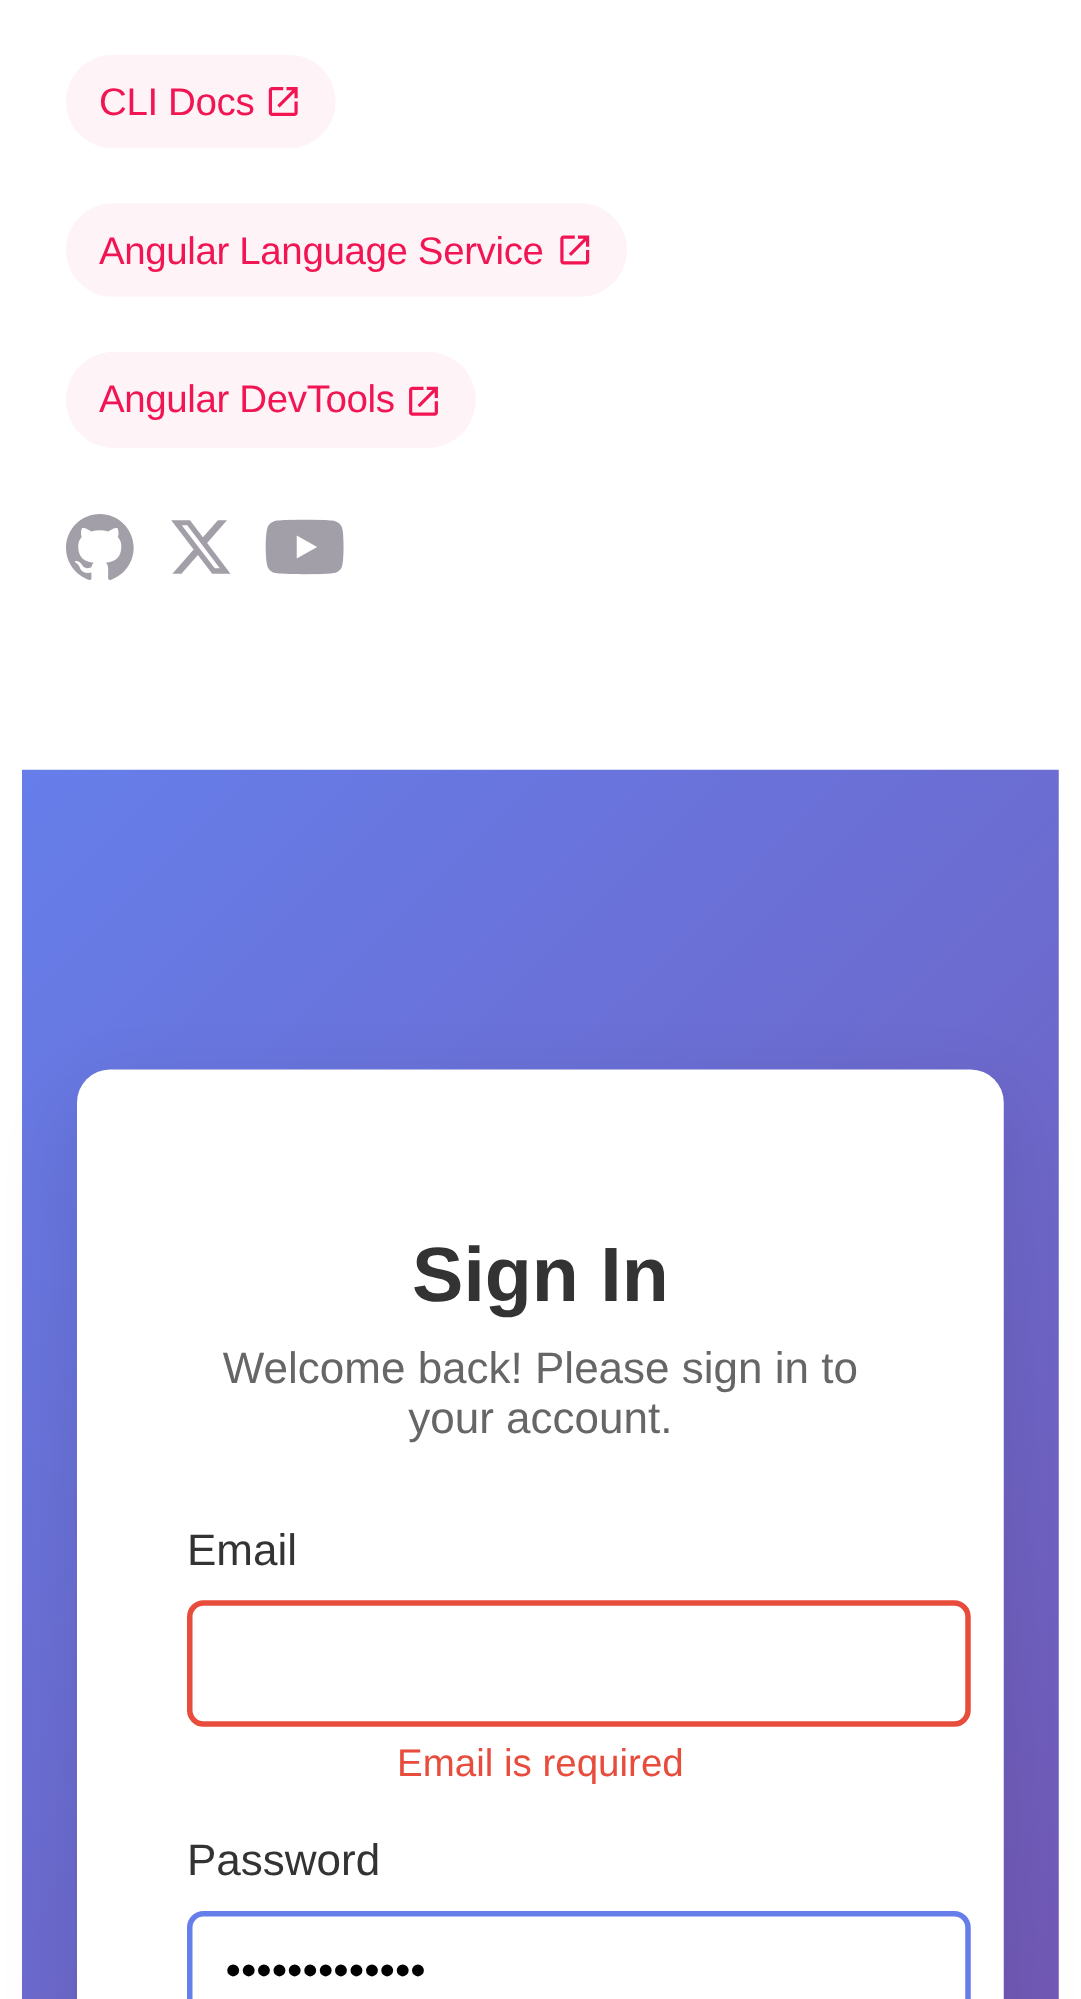 CLI Docs
Angular Language Service
Angular DevTools
Sign In
Welcome back! Please sign in to
your account.
Email
Email is required
Password
•••••••••••••